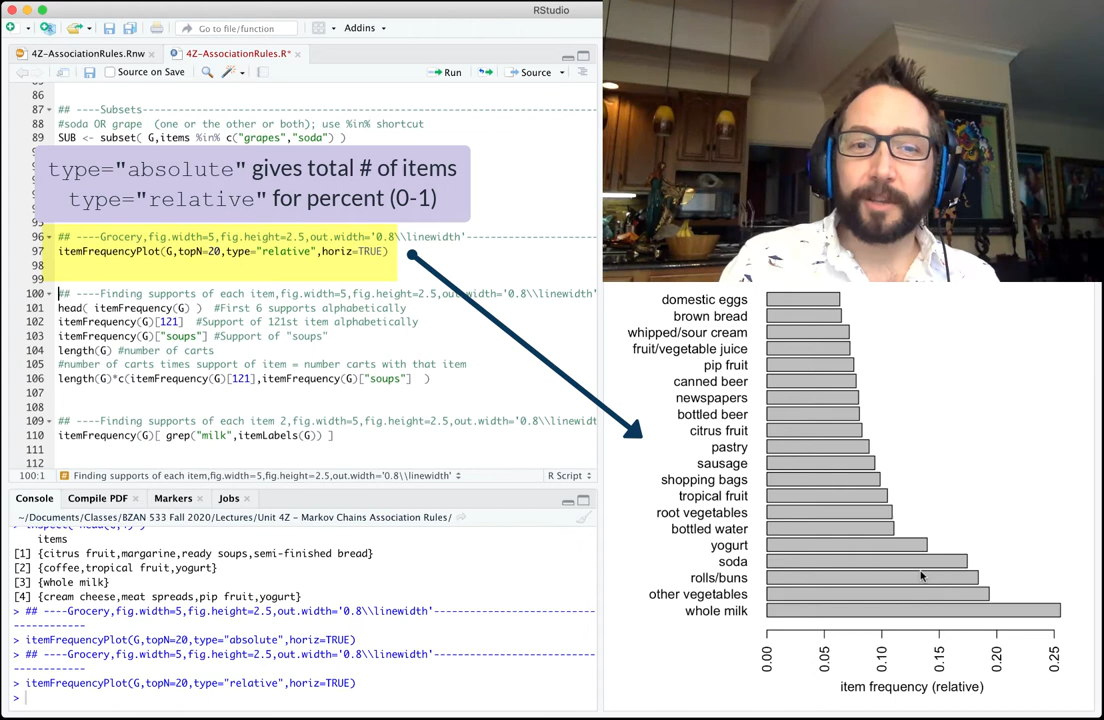 RStudio
Go to file/function
Addins
4Z-AssociationRules.Rnw
4Z-AssociationRules.R*
Source on Save
Run
Source
86
87 ## ----Subsets----
88 #soda OR grape (one or the other or both); use %in% shortcut
89 SUB <- subset( G,items %in% c("grapes","soda") )
type="absolute" gives total # of items
type="relative" for percent (0-1)
96 ## ----Grocery,fig.width=5,fig.height=2.5,out.width='0.8\\linewidth'----
97 itemFrequencyPlot(G,topN=20,type="relative",horiz=TRUE)
98
99
100 ## ----Finding supports of each item,fig.width=5,fig.height=2.5,out.width='0.8\\linewidth'
101 head( itemFrequency(G) ) #First 6 supports alphabetically
102 itemFrequency(G)[121] #Support of 121st item alphabetically
103 itemFrequency(G)["soups"] #Support of "soups"
104 length(G) #number of carts
105 #number of carts times support of item = number carts with that item
106 length(G)*c(itemFrequency(G)[121],itemFrequency(G)["soups"] )
107
108
109 ## ----Finding supports of each item 2,fig.width=5,fig.height=2.5,out.width='0.8\\linewidth
110 itemFrequency(G)[ grep("milk",itemLabels(G)) ]
111
112
100:1 Finding supports of each item,fig.width=5,fig.height=2.5,out.width='0.8\\linewidth' R Script
Console Compile PDF Markers Jobs
~/Documents/Classes/BZAN 533 Fall 2020/Lectures/Unit 4Z - Markov Chains Association Rules/
items
[1] {citrus fruit,margarine,ready soups,semi-finished bread}
[2] {coffee,tropical fruit,yogurt}
[3] {whole milk}
[4] {cream cheese,meat spreads,pip fruit,yogurt}
> ## ----Grocery,fig.width=5,fig.height=2.5,out.width='0.8\\linewidth'----
------------
> itemFrequencyPlot(G,topN=20,type="absolute",horiz=TRUE)
> ## ----Grocery,fig.width=5,fig.height=2.5,out.width='0.8\\linewidth'----
------------
> itemFrequencyPlot(G,topN=20,type="relative",horiz=TRUE)
>
domestic eggs
brown bread
whipped/sour cream
fruit/vegetable juice
pip fruit
canned beer
newspapers
bottled beer
citrus fruit
pastry
sausage
shopping bags
tropical fruit
root vegetables
bottled water
yogurt
soda
rolls/buns
other vegetables
whole milk
0.00 0.05 0.10 0.15 0.20 0.25
item frequency (relative)